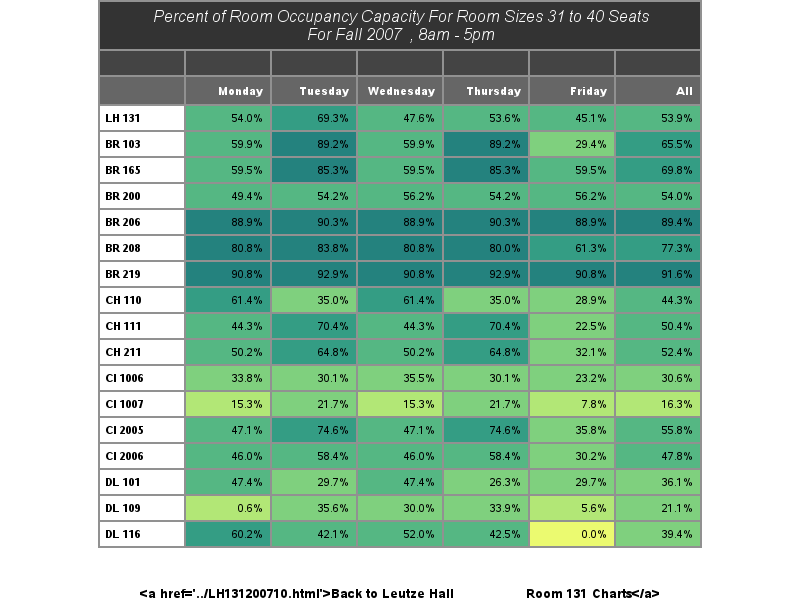 Percent of Room Occupancy Capacity For Room Sizes 31 to 40 Seats
For Fall 2007 , 8am - 5pm
Monday Tuesday Wednesday Thursday Friday All
LH 131 54.0% 69.3% 47.6% 53.6% 45.1% 53.9%
BR 103 59.9% 89.2% 59.9% 89.2% 29.4% 65.5%
BR 165 59.5% 85.3% 59.5% 85.3% 59.5% 69.8%
BR 200 49.4% 54.2% 56.2% 54.2% 56.2% 54.0%
BR 206 88.9% 90.3% 88.9% 90.3% 88.9% 89.4%
BR 208 80.8% 83.8% 80.8% 80.0% 61.3% 77.3%
BR 219 90.8% 92.9% 90.8% 92.9% 90.8% 91.6%
CH 110 61.4% 35.0% 61.4% 35.0% 28.9% 44.3%
CH 111 44.3% 70.4% 44.3% 70.4% 22.5% 50.4%
CH 211 50.2% 64.8% 50.2% 64.8% 32.1% 52.4%
CI 1006 33.8% 30.1% 35.5% 30.1% 23.2% 30.6%
CI 1007 15.3% 21.7% 15.3% 21.7% 7.8% 16.3%
CI 2005 47.1% 74.6% 47.1% 74.6% 35.8% 55.8%
CI 2006 46.0% 58.4% 46.0% 58.4% 30.2% 47.8%
DL 101 47.4% 29.7% 47.4% 26.3% 29.7% 36.1%
DL 109 0.6% 35.6% 30.0% 33.9% 5.6% 21.1%
DL 116 60.2% 42.1% 52.0% 42.5% 0.0% 39.4%
<a href='../LH131200710.html'>Back to Leutze Hall Room 131 Charts</a>